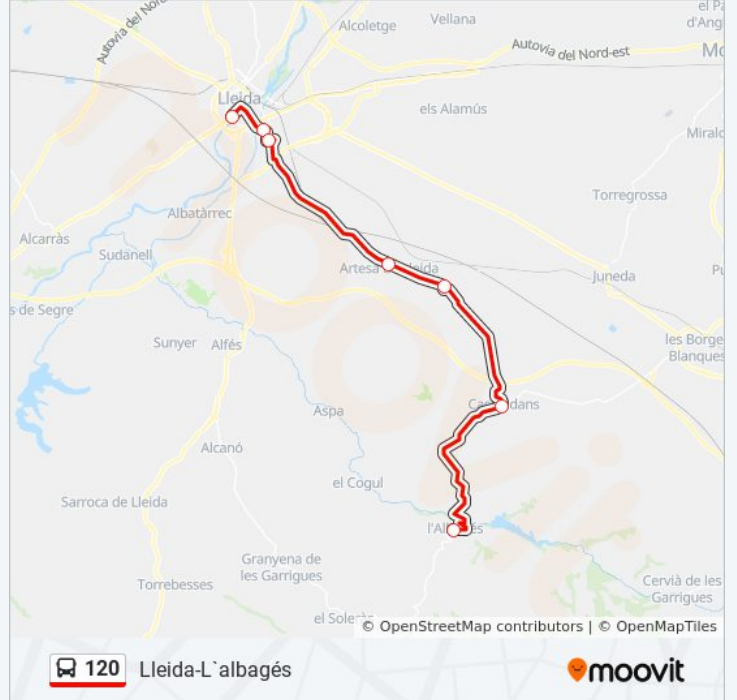 el Pa
d'Ang
Autovia del Nord
Alcoletge
Vellana
Autovia del Nord-est
Mo
Lleida
els Alamús
Miralc
Torregrossa
Albatàrrec
Alcarràs
Sudanell
Artesa de Lleida
Juneda
Pu
s de Segre
Sunyer
Alfés
les Borge
Blanques
Aspa
Castelldans
Alcanó
el Cogul
Sarroca de Lleida
l'Albagés
Granyena de
les Garrigues
Torrebesses
Cervià de les
Garrigues
el Soleràs
© OpenStreetMap contributors | © OpenMapTiles
120 Lleida-L`albagés
moovit